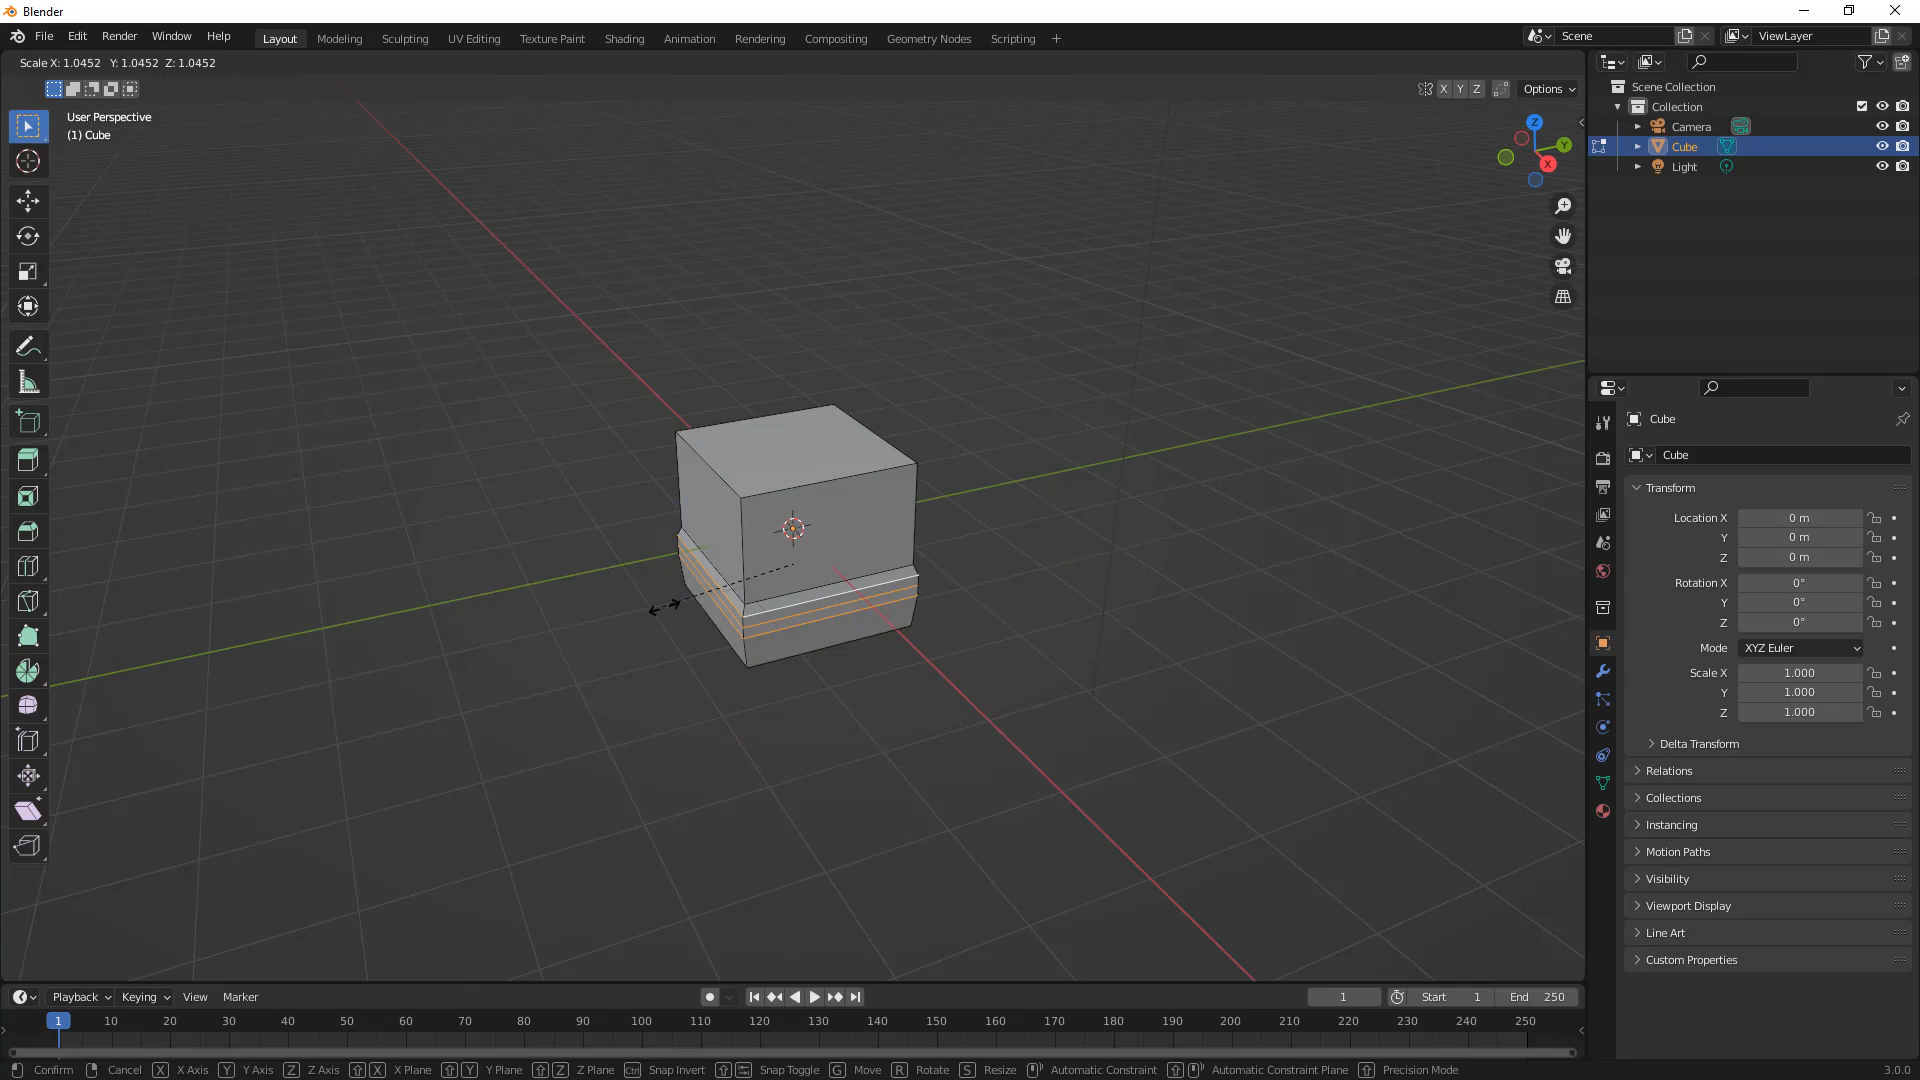 Blender
File Edit Render Window Help
Layout Modeling Sculpting UV Editing Texture Paint Shading Animation Rendering Compositing Geometry Nodes Scripting +
Scene
ViewLayer
Scale X: 1.0452 Y: 1.0452 Z: 1.0452
X Y Z
Options
User Perspective
(1) Cube
Z
Y
X
Scene Collection
Collection
Camera
Cube
Light
Cube
Cube
Transform
Location X 0 m
Y 0 m
Z 0 m
Rotation X 0°
Y 0°
Z 0°
Mode XYZ Euler
Scale X 1.000
Y 1.000
Z 1.000
Delta Transform
Relations
Collections
Instancing
Motion Paths
Visibility
Viewport Display
Line Art
Custom Properties
Playback Keying View Marker
1 Start 1 End 250
1 10 20 30 40 50 60 70 80 90 100 110 120 130 140 150 160 170 180 190 200 210 220 230 240 250
Confirm Cancel X X Axis Y Y Axis Z Z Axis X X Plane Y Y Plane Z Z Plane Ctrl Snap Invert Snap Toggle G Move R Rotate S Resize Automatic Constraint Automatic Constraint Plane Precision Mode 3.0.0